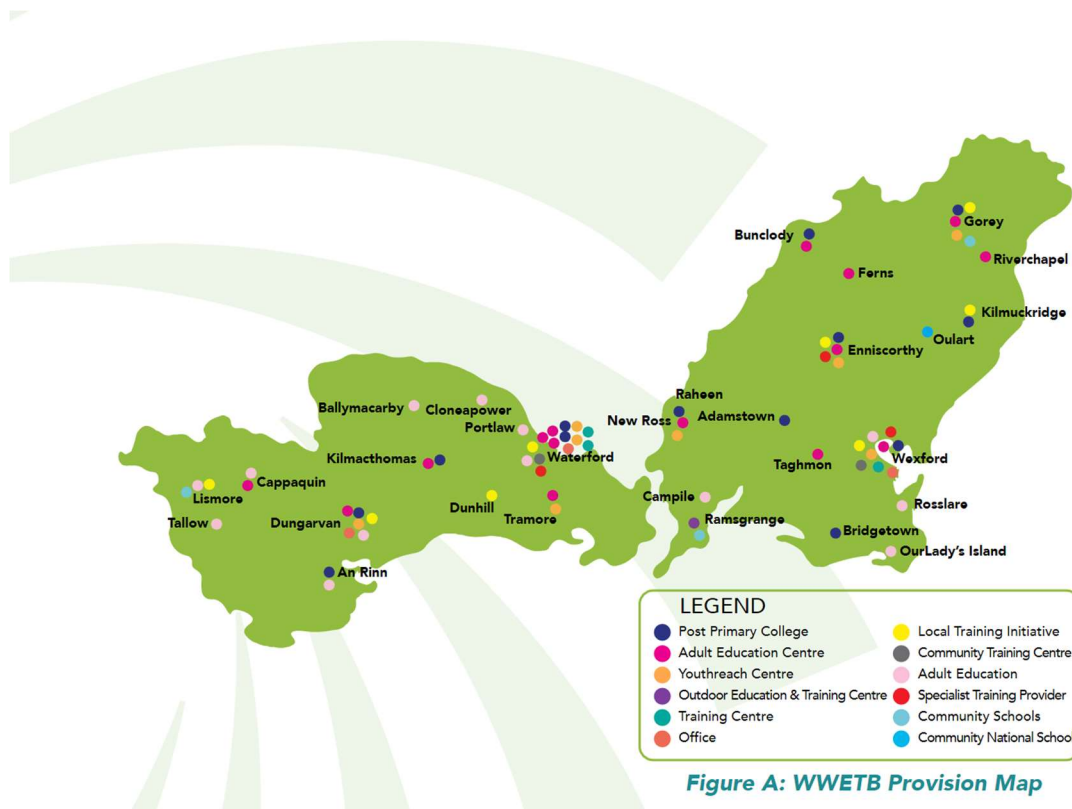 Gorey
Bunclody
Riverchapel
Ferns
Kilmuckridge
Oulart
Enniscorthy
Raheen
Ballymacarby
Cloneapower
New Ross
Adamstown
Portlaw
Waterford
Wexford
Kilmacthomas
Taghmon
Cappaquin
Lismore
Campile
Rosslare
Dunhill
Tallow
Dungarvan
Tramore
Ramsgrange
Bridgetown
OurLady's Island
An Rinn
LEGEND
Post Primary College
Adult Education Centre
Youthreach Centre
Outdoor Education & Training Centre
Training Centre
Office
Local Training Initiative
Community Training Centre
Adult Education
Specialist Training Provider
Community Schools
Community National School
Figure A: WWETB Provision Map